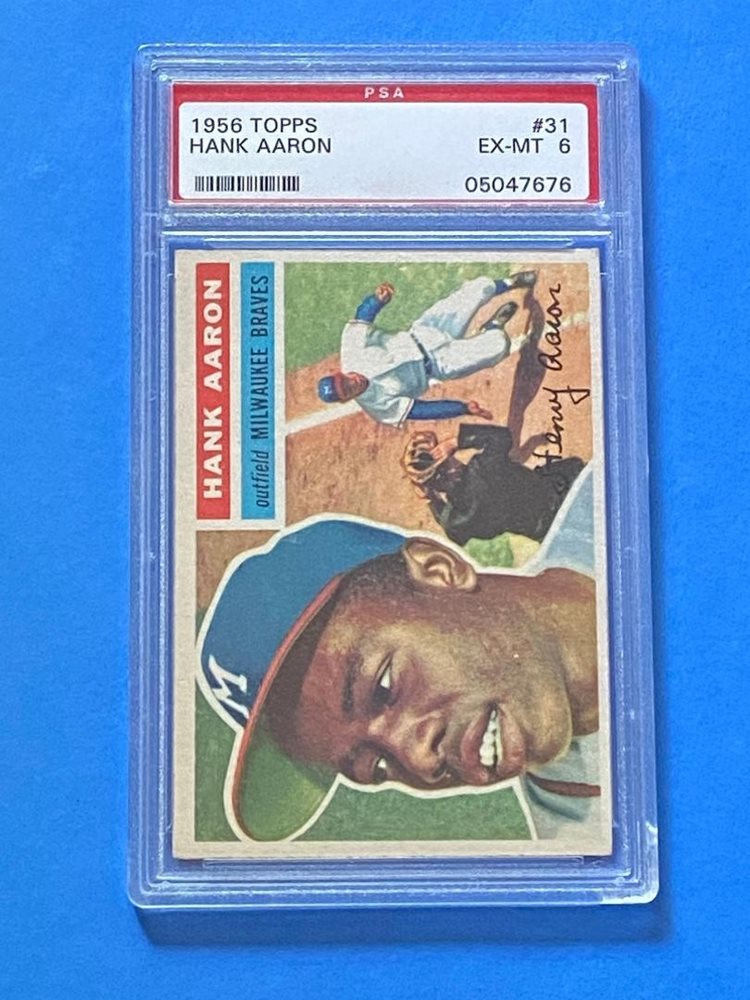 PSA
1956 TOPPS #31
HANK AARON EX-MT 6
05047676
HANK AARON
outfield MILWAUKEE BRAVES
Henry Aaron
M
M